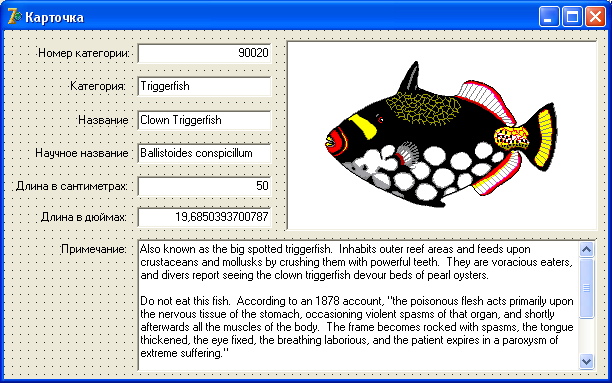 Карточка
Номер категории: 90020
Категория: Triggerfish
Название Clown Triggerfish
Научное название Ballistoides conspicillum
Длина в сантиметрах: 50
Длина в дюймах: 19,6850393700787
Примечание: Also known as the big spotted triggerfish.  Inhabits outer reef areas and feeds upon
crustaceans and mollusks by crushing them with powerful teeth.  They are voracious eaters,
and divers report seeing the clown triggerfish devour beds of pearl oysters.

Do not eat this fish.  According to an 1878 account, "the poisonous flesh acts primarily upon
the nervous tissue of the stomach, occasioning violent spasms of that organ, and shortly
afterwards all the muscles of the body.  The frame becomes rocked with spasms, the tongue
thickened, the eye fixed, the breathing laborious, and the patient expires in a paroxysm of
extreme suffering."